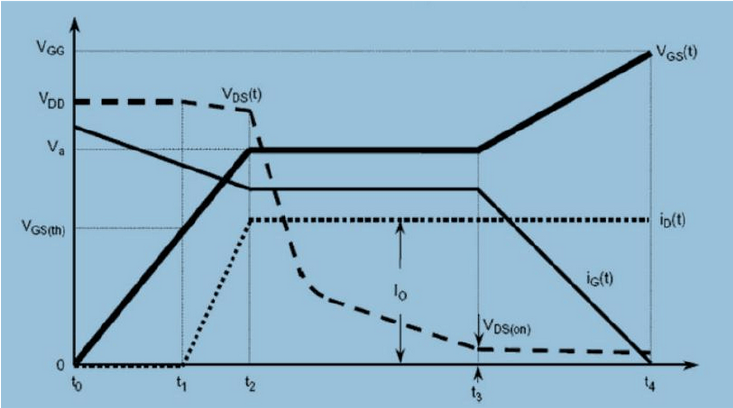 V_GG
V_GS(t)
V_DD
V_DS(t)
V_a
V_GS(th)
i_D(t)
I_O
i_G(t)
V_DS(on)
0
t_0
t_1
t_2
t_3
t_4